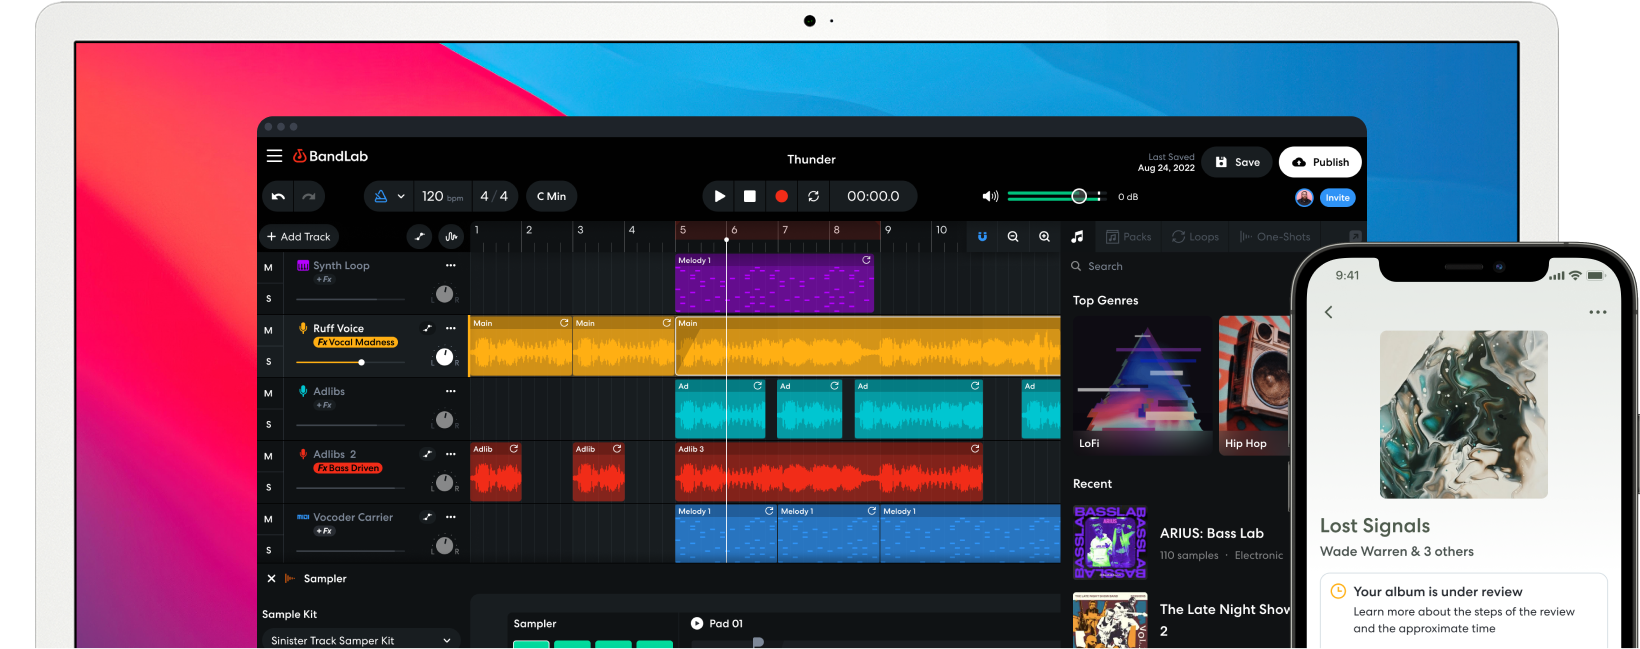 BandLab
Thunder
Last Saved
Aug 24, 2022
Save
Publish
120 bpm
4 / 4
C Min
00:00.0
0 dB
Invite
+ Add Track
1 2 3 4 5 6 7 8 9 10
Packs
Loops
One-Shots
M
S
Synth Loop
+ Fx
L R
Melody 1
Search
M
S
Ruff Voice
Fx Vocal Madness
L R
Main
Main
Main
Top Genres
LoFi
Hip Hop
M
S
Adlibs
+ Fx
L R
Ad
Ad
Ad
Ad
M
S
Adlibs 2
Fx Bass Driven
L R
Adlib
Adlib
Adlib 3
Recent
M
S
MIDI
Vocoder Carrier
+ Fx
L R
Melody 1
Melody 1
Melody 1
BASSLAB
ARIUS
ARIUS: Bass Lab
110 samples · Electronic
The Late Night Show
2
Vol.
Sampler
Sample Kit
Sinister Track Samper Kit
Sampler
Pad 01
9:41
Lost Signals
Wade Warren & 3 others
Your album is under review
Learn more about the steps of the review
and the approximate time